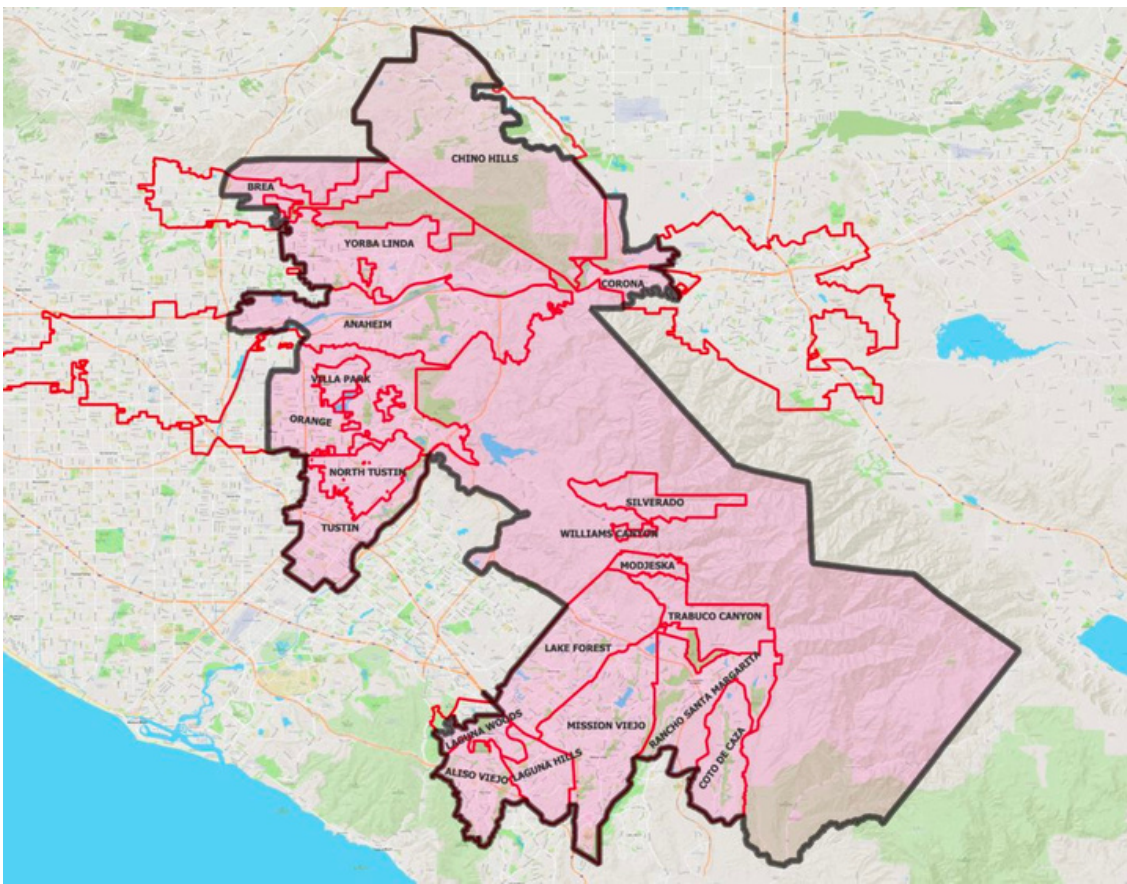 CHINO HILLS
BREA
YORBA LINDA
CORONA
ANAHEIM
VILLA PARK
ORANGE
NORTH TUSTIN
SILVERADO
TUSTIN
WILLIAMS CANYON
MODJESKA
TRABUCO CANYON
LAKE FOREST
RANCHO SANTA MARGARITA
MISSION VIEJO
LAGUNA WOODS
COTO DE CAZA
LAGUNA HILLS
ALISO VIEJO